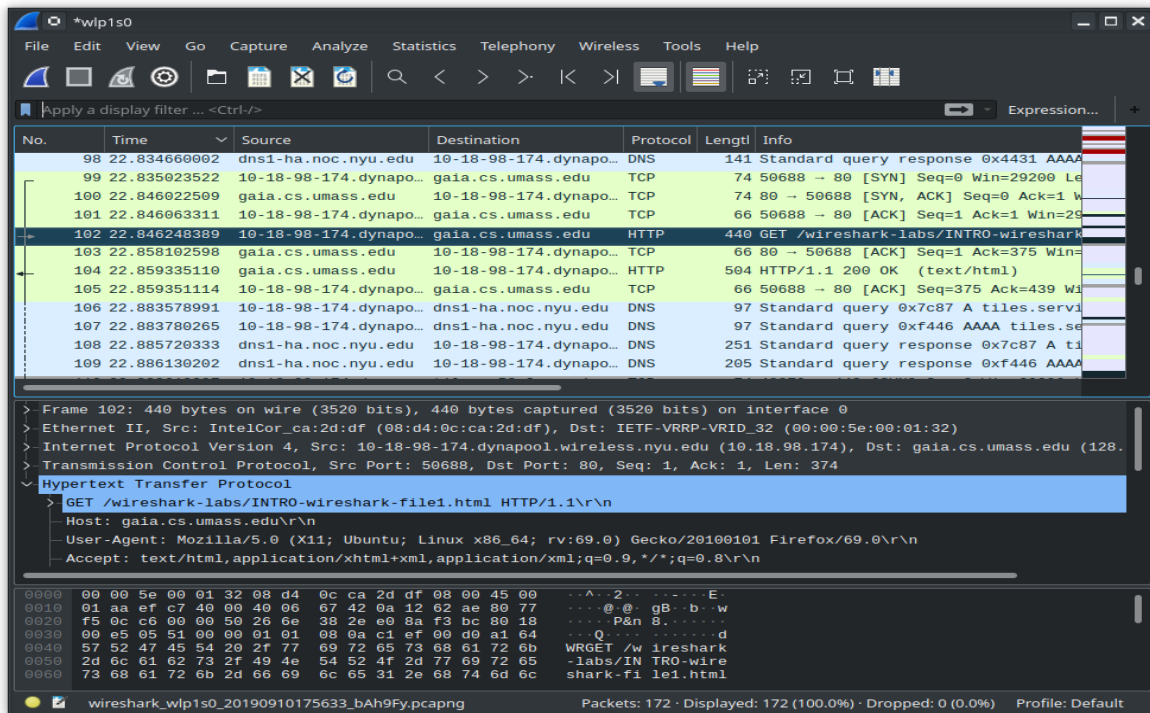 *wlp1s0
File Edit View Go Capture Analyze Statistics Telephony Wireless Tools Help
Apply a display filter ... <Ctrl-/> Expression... +
No. Time Source Destination Protocol Lengtl Info
98 22.834660002 dns1-ha.noc.nyu.edu 10-18-98-174.dynapo… DNS 141 Standard query response 0x4431 AAAA
99 22.835023522 10-18-98-174.dynapo… gaia.cs.umass.edu TCP 74 50688 → 80 [SYN] Seq=0 Win=29200 Le
100 22.846022509 gaia.cs.umass.edu 10-18-98-174.dynapo… TCP 74 80 → 50688 [SYN, ACK] Seq=0 Ack=1 W
101 22.846063311 10-18-98-174.dynapo… gaia.cs.umass.edu TCP 66 50688 → 80 [ACK] Seq=1 Ack=1 Win=29
102 22.846248389 10-18-98-174.dynapo… gaia.cs.umass.edu HTTP 440 GET /wireshark-labs/INTRO-wireshark
103 22.858102598 gaia.cs.umass.edu 10-18-98-174.dynapo… TCP 66 80 → 50688 [ACK] Seq=1 Ack=375 Win=
104 22.859335110 gaia.cs.umass.edu 10-18-98-174.dynapo… HTTP 504 HTTP/1.1 200 OK (text/html)
105 22.859351114 10-18-98-174.dynapo… gaia.cs.umass.edu TCP 66 50688 → 80 [ACK] Seq=375 Ack=439 Wi
106 22.883578991 10-18-98-174.dynapo… dns1-ha.noc.nyu.edu DNS 97 Standard query 0x7c87 A tiles.servi
107 22.883780265 10-18-98-174.dynapo… dns1-ha.noc.nyu.edu DNS 97 Standard query 0xf446 AAAA tiles.se
108 22.885720333 dns1-ha.noc.nyu.edu 10-18-98-174.dynapo… DNS 251 Standard query response 0x7c87 A ti
109 22.886130202 dns1-ha.noc.nyu.edu 10-18-98-174.dynapo… DNS 205 Standard query response 0xf446 AAAA
Frame 102: 440 bytes on wire (3520 bits), 440 bytes captured (3520 bits) on interface 0
Ethernet II, Src: IntelCor_ca:2d:df (08:d4:0c:ca:2d:df), Dst: IETF-VRRP-VRID_32 (00:00:5e:00:01:32)
Internet Protocol Version 4, Src: 10-18-98-174.dynapool.wireless.nyu.edu (10.18.98.174), Dst: gaia.cs.umass.edu (128.
Transmission Control Protocol, Src Port: 50688, Dst Port: 80, Seq: 1, Ack: 1, Len: 374
Hypertext Transfer Protocol
GET /wireshark-labs/INTRO-wireshark-file1.html HTTP/1.1\r\n
Host: gaia.cs.umass.edu\r\n
User-Agent: Mozilla/5.0 (X11; Ubuntu; Linux x86_64; rv:69.0) Gecko/20100101 Firefox/69.0\r\n
Accept: text/html,application/xhtml+xml,application/xml;q=0.9,*/*;q=0.8\r\n
0000 00 00 5e 00 01 32 08 d4 0c ca 2d df 08 00 45 00 ··^··2·· ··-···E·
0010 01 aa ef c7 40 00 40 06 67 42 0a 12 62 ae 80 77 ····@·@· gB··b··w
0020 f5 0c c6 00 00 50 26 6e 38 2e e0 8a f3 bc 80 18 ·····P&n 8.······
0030 00 e5 05 51 00 00 01 01 08 0a c1 ef 00 d0 a1 64 ···Q···· ·······d
0040 57 52 47 45 54 20 2f 77 69 72 65 73 68 61 72 6b WRGET /w ireshark
0050 2d 6c 61 62 73 2f 49 4e 54 52 4f 2d 77 69 72 65 -labs/IN TRO-wire
0060 73 68 61 72 6b 2d 66 69 6c 65 31 2e 68 74 6d 6c shark-fi le1.html
wireshark_wlp1s0_20190910175633_bAh9Fy.pcapng Packets: 172 · Displayed: 172 (100.0%) · Dropped: 0 (0.0%) Profile: Default